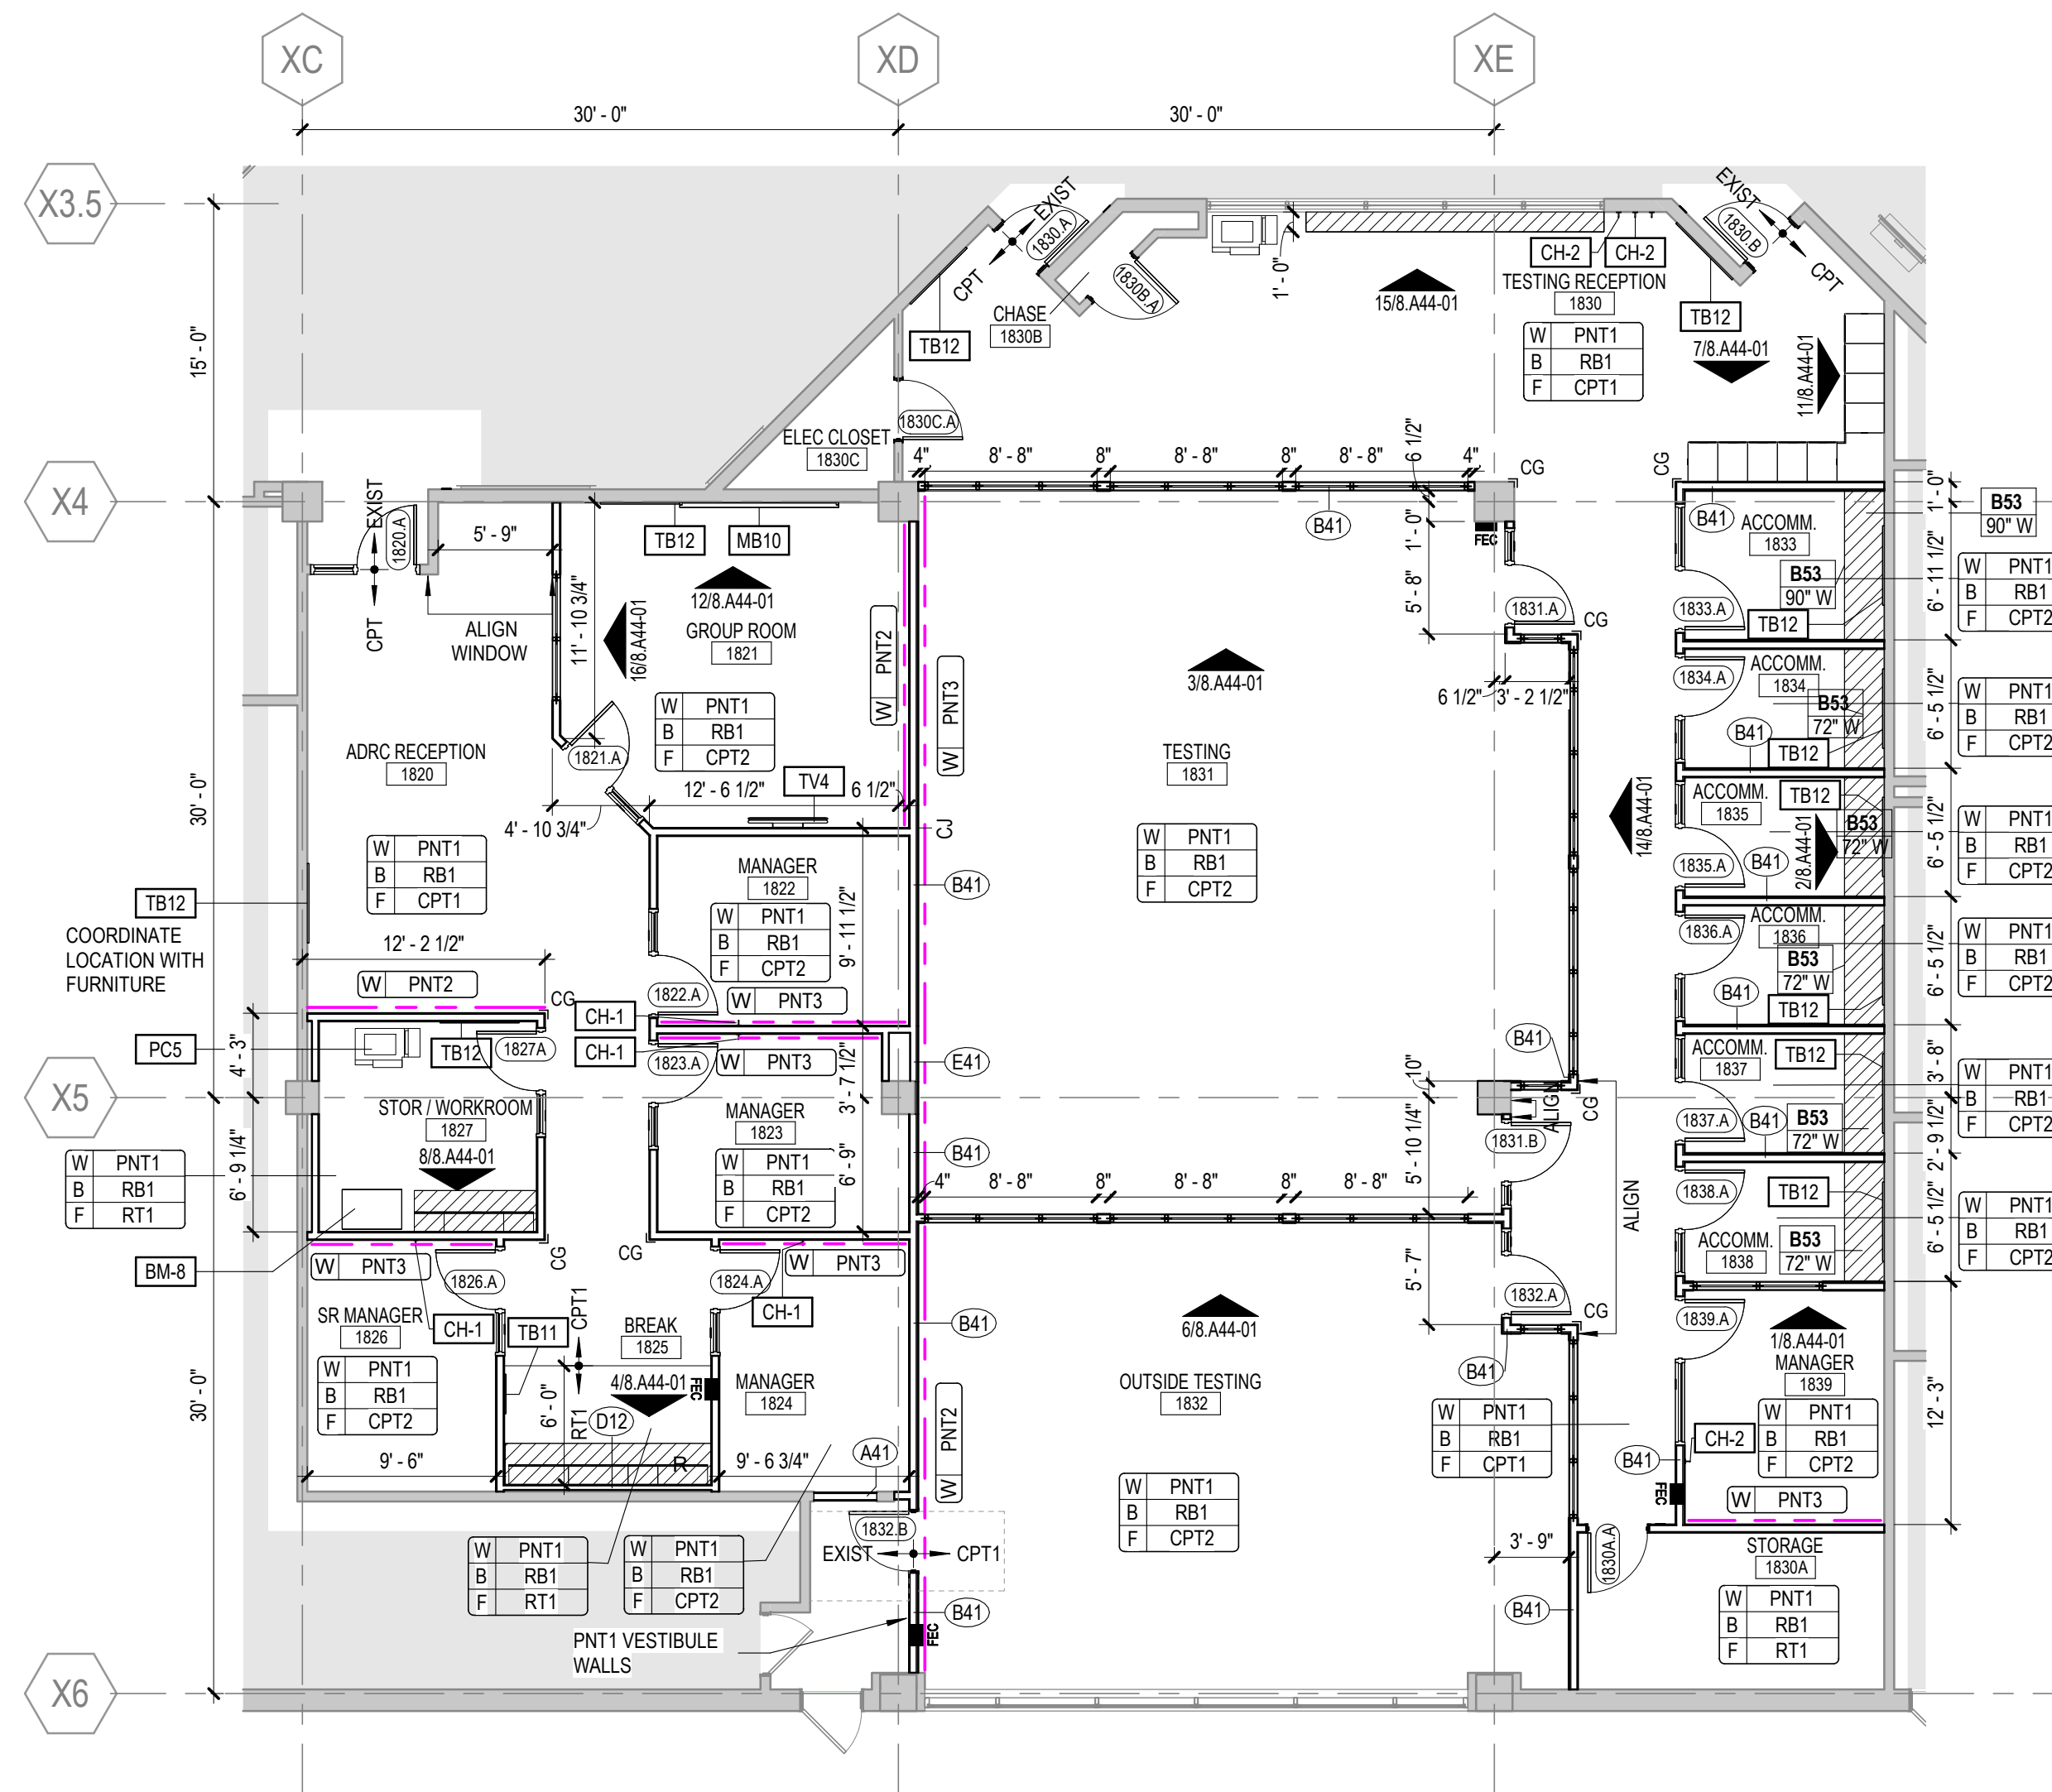 XC
XD
XE
30' - 0"
30' - 0"
X3.5
X4
X5
X6
15' - 0"
30' - 0"
30' - 0"
EXIST
1830.A
CPT
TB12
CHASE
1830B
1830B.A
1' - 0"
15/8.A44-01
CH-2
CH-2
TESTING RECEPTION
1830
W PNT1
B RB1
F CPT1
EXIST
1830.B
CPT
TB12
7/8.A44-01
11/8.A44-01
ELEC CLOSET
1830C
1830C.A
4"
8' - 8"
8"
8' - 8"
8"
8' - 8"
4"
6 1/2"
CG
CG
B41
1' - 0"
5' - 8"
FEC
1831.A
CG
6 1/2"
3' - 2 1/2"
EXIST
1820.A
CPT
5' - 9"
ALIGN
WINDOW
11' - 10 3/4"
TB12
MB10
12/8.A44-01
16/8.A44-01
GROUP ROOM
1821
W PNT1
B RB1
F CPT2
W PNT2
W PNT3
1821.A
12' - 6 1/2"
TV4
6 1/2"
4' - 10 3/4"
CJ
ADRC RECEPTION
1820
W PNT1
B RB1
F CPT1
TB12
COORDINATE
LOCATION WITH
FURNITURE
12' - 2 1/2"
W PNT2
CG
MANAGER
1822
W PNT1
B RB1
F CPT2
9' - 11 1/2"
B41
1822.A
W PNT3
CH-1
CH-1
1823.A
W PNT3
E41
3' - 7 1/2"
MANAGER
1823
W PNT1
B RB1
F CPT2
6' - 9"
B41
PC5
4' - 3"
TB12
1827A
STOR / WORKROOM
1827
8/8.A44-01
6' - 9 1/4"
W PNT1
B RB1
F RT1
BM-8
W PNT3
CG
CG
W PNT3
1826.A
1824.A
CH-1
SR MANAGER
1826
CH-1
TB11
CPT1
BREAK
1825
W PNT1
B RB1
F CPT2
6' - 0"
RT1
4/8.A44-01
D12
FEC
MANAGER
1824
B41
9' - 6"
R
9' - 6 3/4"
A41
W PNT2
1832.B
EXIST
CPT1
W PNT1
B RB1
F RT1
W PNT1
B RB1
F CPT2
PNT1 VESTIBULE
WALLS
B41
FEC
3/8.A44-01
TESTING
1831
W PNT1
B RB1
F CPT2
14/8.A44-01
B41
10"
ALIGN
CG
1831.B
5' - 10 1/4"
4"
8' - 8"
8"
8' - 8"
8"
8' - 8"
ALIGN
5' - 7"
1832.A
CG
6/8.A44-01
OUTSIDE TESTING
1832
W PNT1
B RB1
F CPT2
B41
W PNT1
B RB1
F CPT1
3' - 9"
B41
B41
ACCOMM.
1833
B53
90" W
1833.A
TB12
1' - 0"
B53
90" W
6' - 11 1/2"
W PNT1
B RB1
F CPT2
ACCOMM.
1834
1834.A
B53
72" W
B41
TB12
6' - 5 1/2"
W PNT1
B RB1
F CPT2
ACCOMM.
1835
TB12
2/8.A44-01
B53
72" W
1835.A
B41
6' - 5 1/2"
W PNT1
B RB1
F CPT2
ACCOMM.
1836
1836.A
B53
72" W
B41
TB12
6' - 5 1/2"
W PNT1
B RB1
F CPT2
ACCOMM.
1837
TB12
1837.A
B41
B53
72" W
3' - 8"
2' - 9 1/2"
W PNT1
B RB1
F CPT2
1838.A
TB12
ACCOMM.
1838
B53
72" W
6' - 5 1/2"
W PNT1
B RB1
F CPT2
1839.A
1/8.A44-01
MANAGER
1839
W PNT1
B RB1
F CPT2
CH-2
B41
FEC
W PNT3
12' - 3"
1830A.A
STORAGE
1830A
W PNT1
B RB1
F RT1